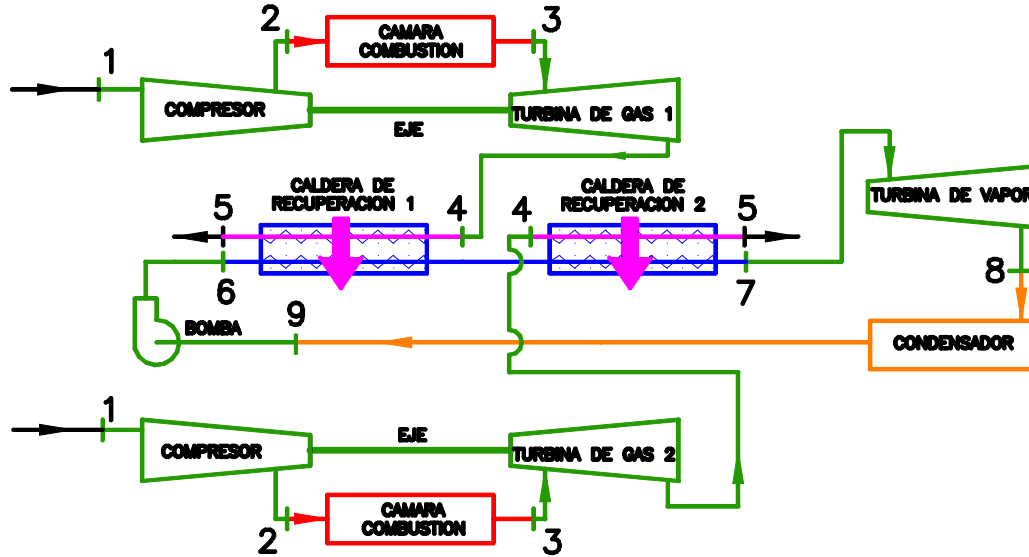 2
3
CAMARA
COMBUSTION
1
COMPRESOR
TURBINA DE GAS 1
EJE
CALDERA DE
RECUPERACION 1
CALDERA DE
RECUPERACION 2
TURBINA DE VAPOR
5
4
4
5
6
7
8
BOMBA
9
CONDENSADOR
1
COMPRESOR
EJE
TURBINA DE GAS 2
2
CAMARA
COMBUSTION
3